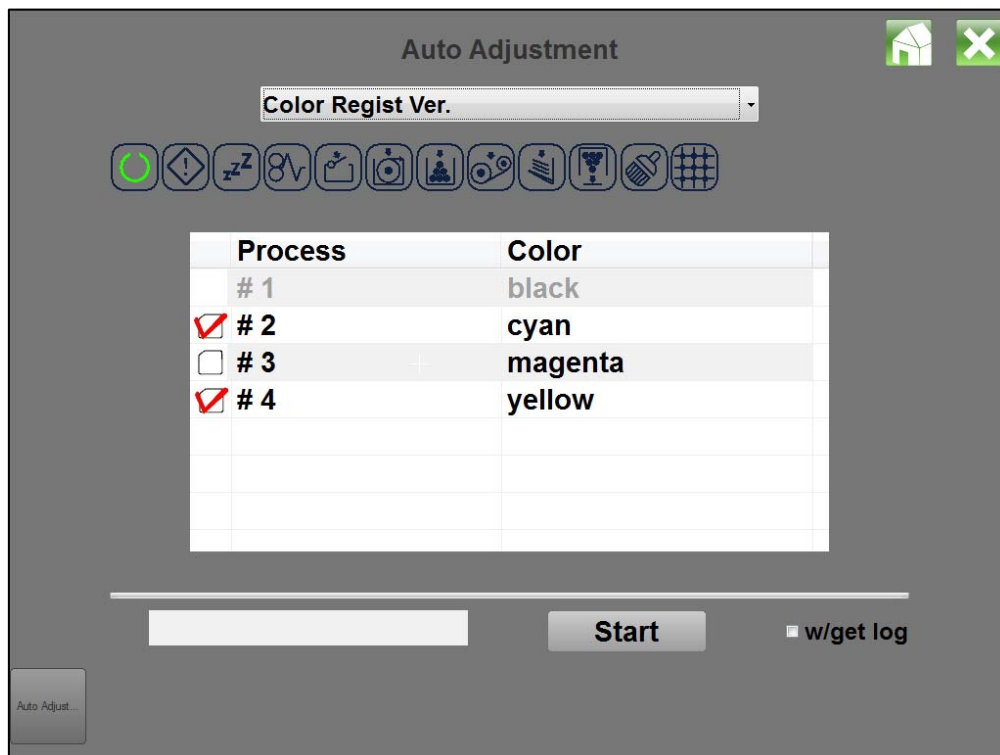 Auto Adjustment
Color Regist Ver.
zzZ
Process Color
# 1 black
# 2 cyan
# 3 magenta
# 4 yellow
Start
w/get log
Auto Adjust...